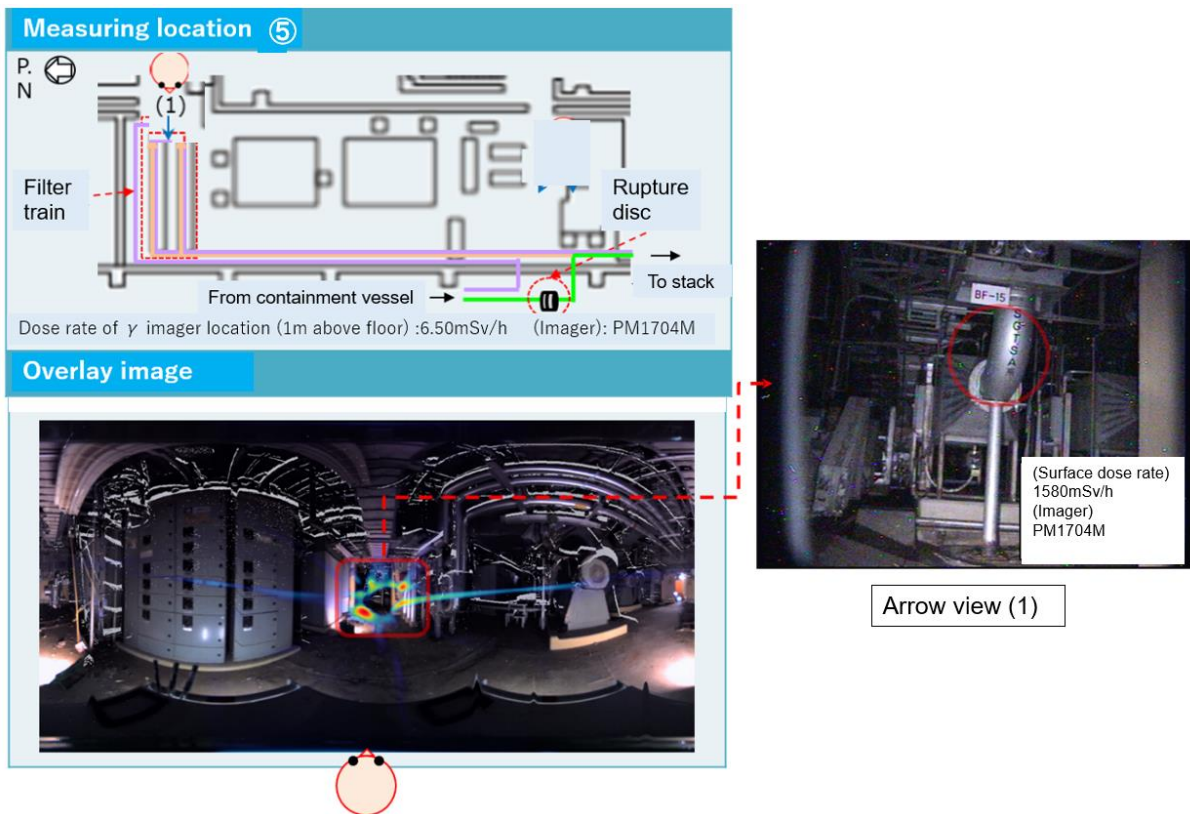 Measuring location ⑤
P.
N
(1)
Filter
train
Rupture
disc
From containment vessel
To stack
Dose rate of γ imager location (1m above floor) :6.50mSv/h (Imager): PM1704M
Overlay image
BF-15
SGTSA
(Surface dose rate)
1580mSv/h
(Imager)
PM1704M
Arrow view (1)